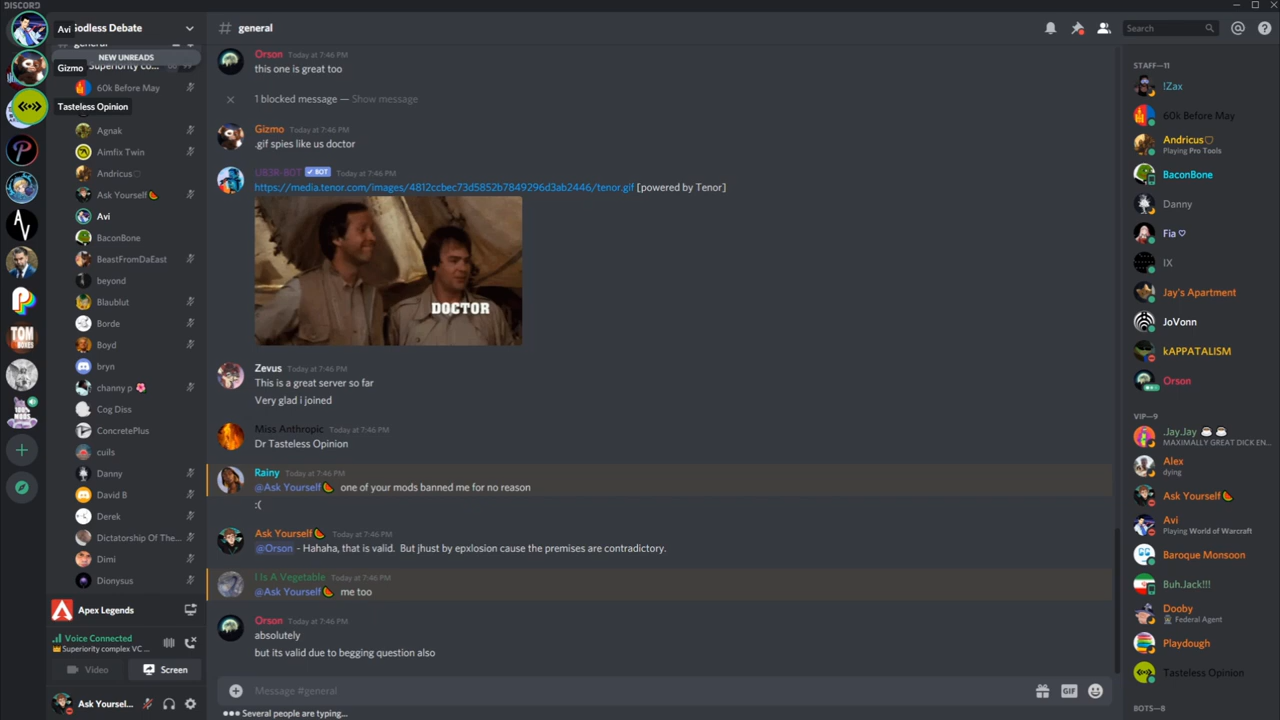 DISCORD
Avi
Godless Debate
general
Search
general
NEW UNREADS
Superiority co...
Gizmo
60k Before May
Tasteless Opinion
Agnak
Aimfix Twin
Andricus♡
Ask Yourself🍉
Avi
BaconBone
BeastFromDaEast
beyond
Blaublut
Borde
Boyd
bryn
channy p 🌸
Cog Diss
ConcretePlus
cuils
Danny
David B
Derek
Dictatorship Of The...
Dimi
Dionysus
Apex Legends
Voice Connected
Superiority complex VC ...
Video
Screen
Ask Yoursel...
Orson Today at 7:46 PM
this one is great too
1 blocked message — Show message
Gizmo Today at 7:46 PM
.gif spies like us doctor
UB3R-B0T ✓ BOT Today at 7:46 PM
https://media.tenor.com/images/4812ccbec73d5852b7849296d3ab2446/tenor.gif [powered by Tenor]
DOCTOR
Zevus Today at 7:46 PM
This is a great server so far
Very glad i joined
Miss Anthropic Today at 7:46 PM
Dr Tasteless Opinion
Rainy Today at 7:46 PM
@Ask Yourself🍉 one of your mods banned me for no reason
:(
Ask Yourself🍉 Today at 7:46 PM
@Orson - Hahaha, that is valid. But jhust by epxlosion cause the premises are contradictory.
I Is A Vegetable Today at 7:46 PM
@Ask Yourself🍉 me too
Orson Today at 7:46 PM
absolutely
but its valid due to begging question also
Message #general
GIF
Several people are typing...
STAFF—11
!Zax
60k Before May
Andricus♡
Playing Pro Tools
BaconBone
Danny
Fia ♡
IX
Jay's Apartment
JoVonn
kAPPATALISM
Orson
VIP—9
.Jay.Jay ☕☕
MAXIMALLY GREAT DICK EN...
Alex
dying
Ask Yourself🍉
Avi
Playing World of Warcraft
Baroque Monsoon
Buh.Jack!!!
Dooby
Federal Agent
Playdough
Tasteless Opinion
BOTS—8